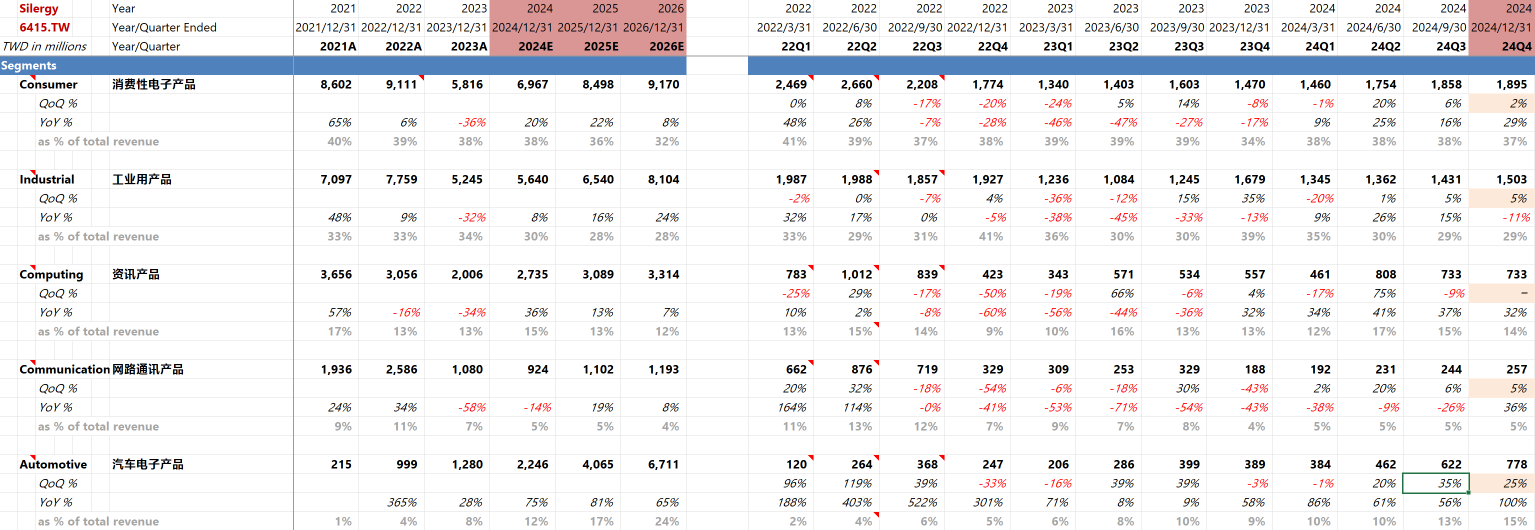 Silergy Year 2021 2022 2023 2024 2025 2026 2022 2022 2022 2022 2023 2023 2023 2023 2024 2024 2024 2024
6415.TW Year/Quarter Ended 2021/12/31 2022/12/31 2023/12/31 2024/12/31 2025/12/31 2026/12/31 2022/3/31 2022/6/30 2022/9/30 2022/12/31 2023/3/31 2023/6/30 2023/9/30 2023/12/31 2024/3/31 2024/6/30 2024/9/30 2024/12/31
TWD in millions Year/Quarter 2021A 2022A 2023A 2024E 2025E 2026E 22Q1 22Q2 22Q3 22Q4 23Q1 23Q2 23Q3 23Q4 24Q1 24Q2 24Q3 24Q4
Segments
Consumer 消费性电子产品 8,602 9,111 5,816 6,967 8,498 9,170 2,469 2,660 2,208 1,774 1,340 1,403 1,603 1,470 1,460 1,754 1,858 1,895
QoQ % 0% 8% -17% -20% -24% 5% 14% -8% -1% 20% 6% 2%
YoY % 65% 6% -36% 20% 22% 8% 48% 26% -7% -28% -46% -47% -27% -17% 9% 25% 16% 29%
as % of total revenue 40% 39% 38% 38% 36% 32% 41% 39% 37% 38% 39% 39% 39% 34% 38% 38% 38% 37%
Industrial 工业用产品 7,097 7,759 5,245 5,640 6,540 8,104 1,987 1,988 1,857 1,927 1,236 1,084 1,245 1,679 1,345 1,362 1,431 1,503
QoQ % -2% 0% -7% 4% -36% -12% 15% 35% -20% 1% 5% 5%
YoY % 48% 9% -32% 8% 16% 24% 32% 17% 0% -5% -38% -45% -33% -13% 9% 26% 15% -11%
as % of total revenue 33% 33% 34% 30% 28% 28% 33% 29% 31% 41% 36% 30% 30% 39% 35% 30% 29% 29%
Computing 资讯产品 3,656 3,056 2,006 2,735 3,089 3,314 783 1,012 839 423 343 571 534 557 461 808 733 733
QoQ % -25% 29% -17% -50% -19% 66% -6% 4% -17% 75% -9% –
YoY % 57% -16% -34% 36% 13% 7% 10% 2% -8% -60% -56% -44% -36% 32% 34% 41% 37% 32%
as % of total revenue 17% 13% 13% 15% 13% 12% 13% 15% 14% 9% 10% 16% 13% 13% 12% 17% 15% 14%
Communication 网路通讯产品 1,936 2,586 1,080 924 1,102 1,193 662 876 719 329 309 253 329 188 192 231 244 257
QoQ % 20% 32% -18% -54% -6% -18% 30% -43% 2% 20% 6% 5%
YoY % 24% 34% -58% -14% 19% 8% 164% 114% -0% -41% -53% -71% -54% -43% -38% -9% -26% 36%
as % of total revenue 9% 11% 7% 5% 5% 4% 11% 13% 12% 7% 9% 7% 8% 4% 5% 5% 5% 5%
Automotive 汽车电子产品 215 999 1,280 2,246 4,065 6,711 120 264 368 247 206 286 399 389 384 462 622 778
QoQ % 96% 119% 39% -33% -16% 39% 39% -3% -1% 20% 35% 25%
YoY % 365% 28% 75% 81% 65% 188% 403% 522% 301% 71% 8% 9% 58% 86% 61% 56% 100%
as % of total revenue 1% 4% 8% 12% 17% 24% 2% 4% 6% 5% 6% 8% 10% 9% 10% 10% 13% 15%